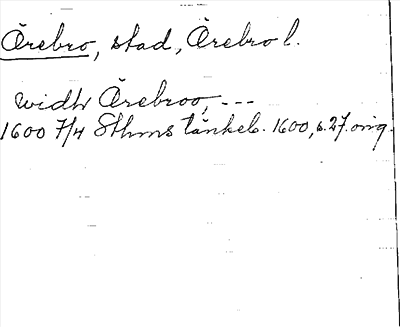 Örebro, stad, Örebro l.
widh Örebroo, ---
1600 7/4 Sthms tänkeb. 1600, s. 27. orig.